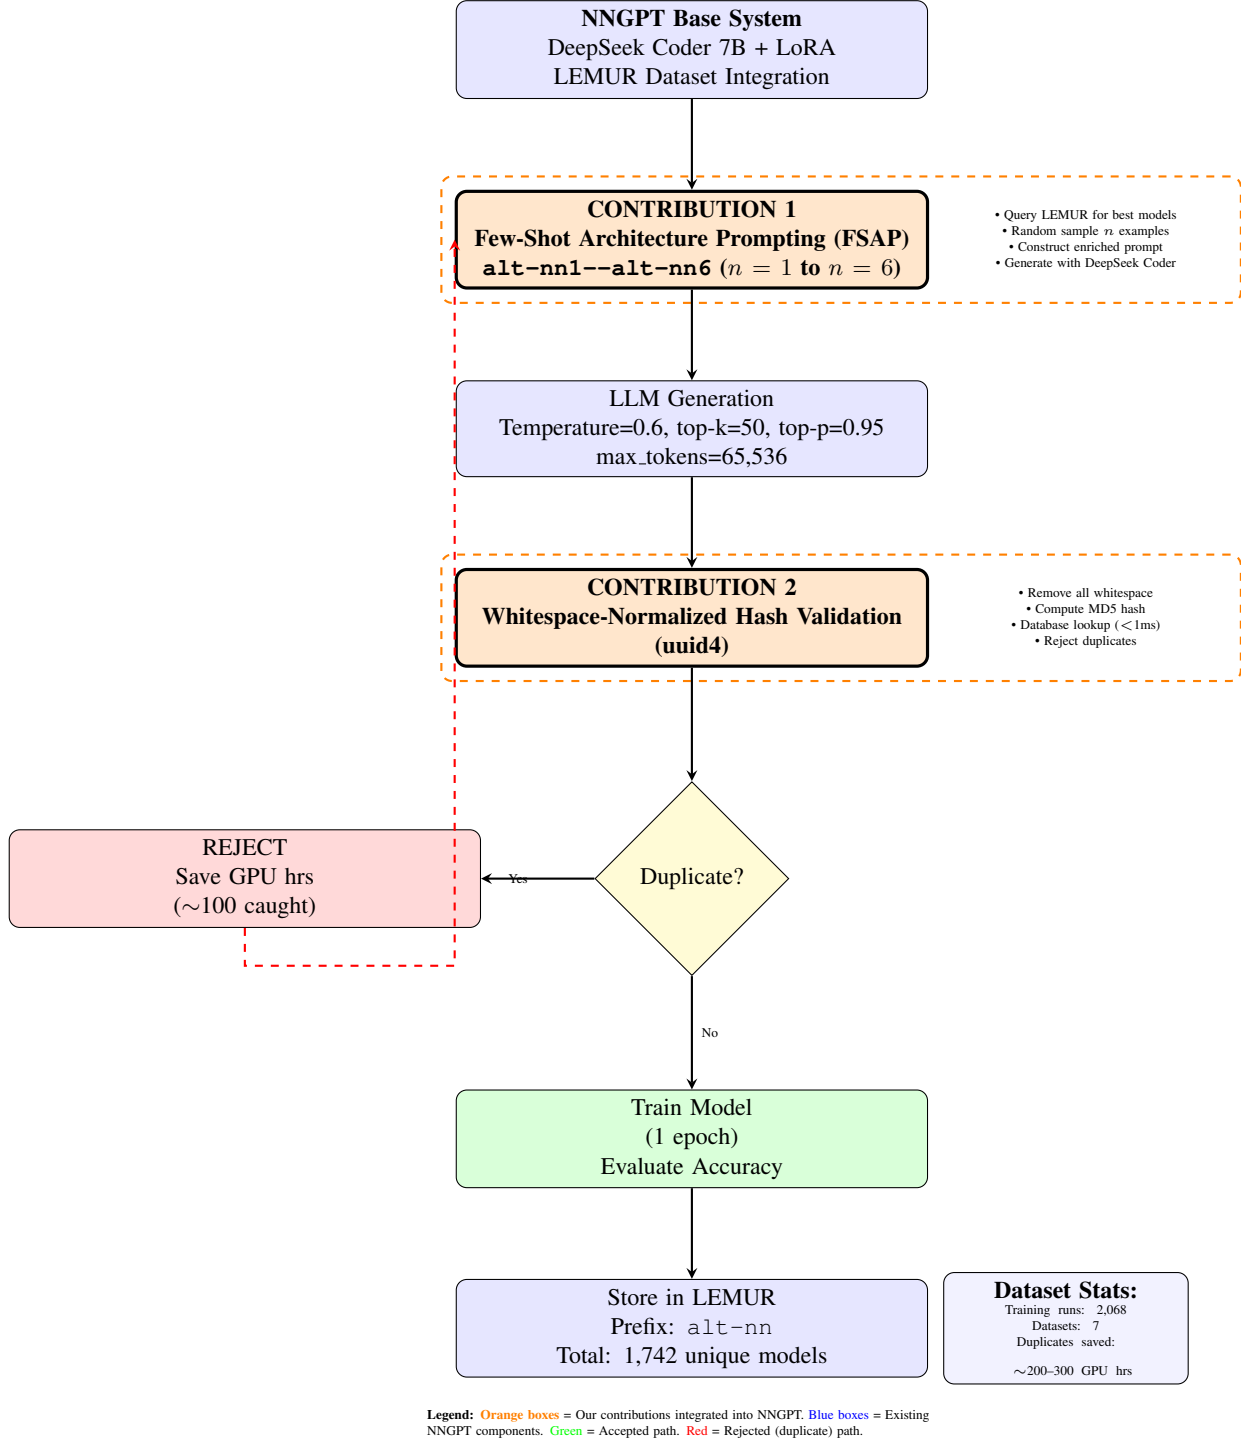 NNGPT Base System
DeepSeek Coder 7B + LoRA
LEMUR Dataset Integration
CONTRIBUTION 1
Few-Shot Architecture Prompting (FSAP)
alt-nn1--alt-nn6 (n = 1 to n = 6)
• Query LEMUR for best models
• Random sample n examples
• Construct enriched prompt
• Generate with DeepSeek Coder
LLM Generation
Temperature=0.6, top-k=50, top-p=0.95
max_tokens=65,536
CONTRIBUTION 2
Whitespace-Normalized Hash Validation
(uuid4)
• Remove all whitespace
• Compute MD5 hash
• Database lookup (<1ms)
• Reject duplicates
REJECT
Save GPU hrs
(~100 caught)
Yes
Duplicate?
No
Train Model
(1 epoch)
Evaluate Accuracy
Store in LEMUR
Prefix: alt-nn
Total: 1,742 unique models
Dataset Stats:
Training runs: 2,068
Datasets: 7
Duplicates saved:
~200–300 GPU hrs
Legend: Orange boxes = Our contributions integrated into NNGPT. Blue boxes = Existing
NNGPT components. Green = Accepted path. Red = Rejected (duplicate) path.